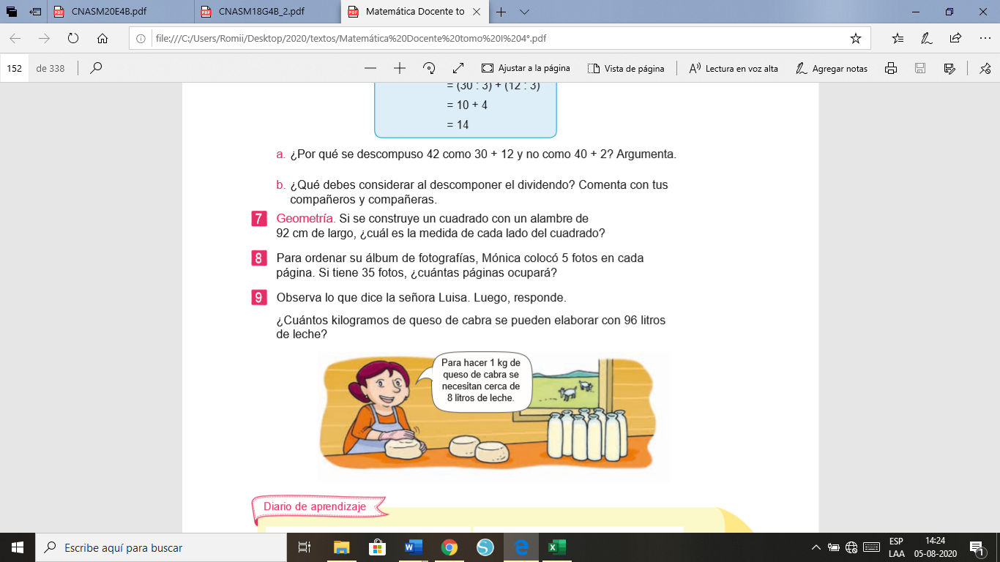 CNASM20E4B.pdf
CNASM18G4B_2.pdf
Matemática Docente to
file:///C:/Users/Romii/Desktop/2020/textos/Matemática%20Docente%20tomo%20I%204°.pdf
152 de 338
Ajustar a la página
Vista de página
Lectura en voz alta
Agregar notas
= (30 : 3) + (12 : 3)
= 10 + 4
= 14
a. ¿Por qué se descompuso 42 como 30 + 12 y no como 40 + 2? Argumenta.
b. ¿Qué debes considerar al descomponer el dividendo? Comenta con tus
compañeros y compañeras.
7 Geometría. Si se construye un cuadrado con un alambre de
92 cm de largo, ¿cuál es la medida de cada lado del cuadrado?
8 Para ordenar su álbum de fotografías, Mónica colocó 5 fotos en cada
página. Si tiene 35 fotos, ¿cuántas páginas ocupará?
9 Observa lo que dice la señora Luisa. Luego, responde.
¿Cuántos kilogramos de queso de cabra se pueden elaborar con 96 litros
de leche?
Para hacer 1 kg de
queso de cabra se
necesitan cerca de
8 litros de leche.
Diario de aprendizaje
Escribe aquí para buscar
ESP
LAA
14:24
05-08-2020
1